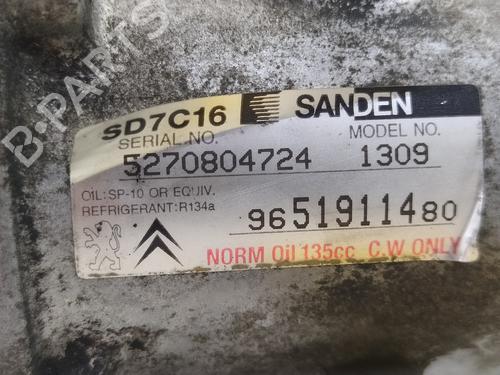 B-PARTS
SD7C16 SANDEN
SERIAL NO. MODEL NO.
5270804724 1309
OIL:SP-10 OR EQUIV.
REFRIGERANT:R134a
9651911480
NORM Oil 135cc C.W ONLY